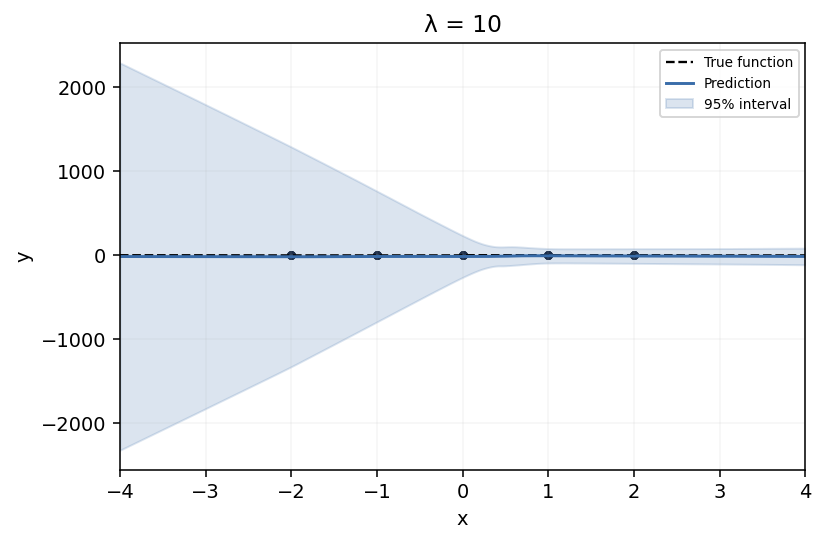 λ = 10
True function
Prediction
95% interval
y
2000
1000
0
−1000
−2000
−4 −3 −2 −1 0 1 2 3 4
x